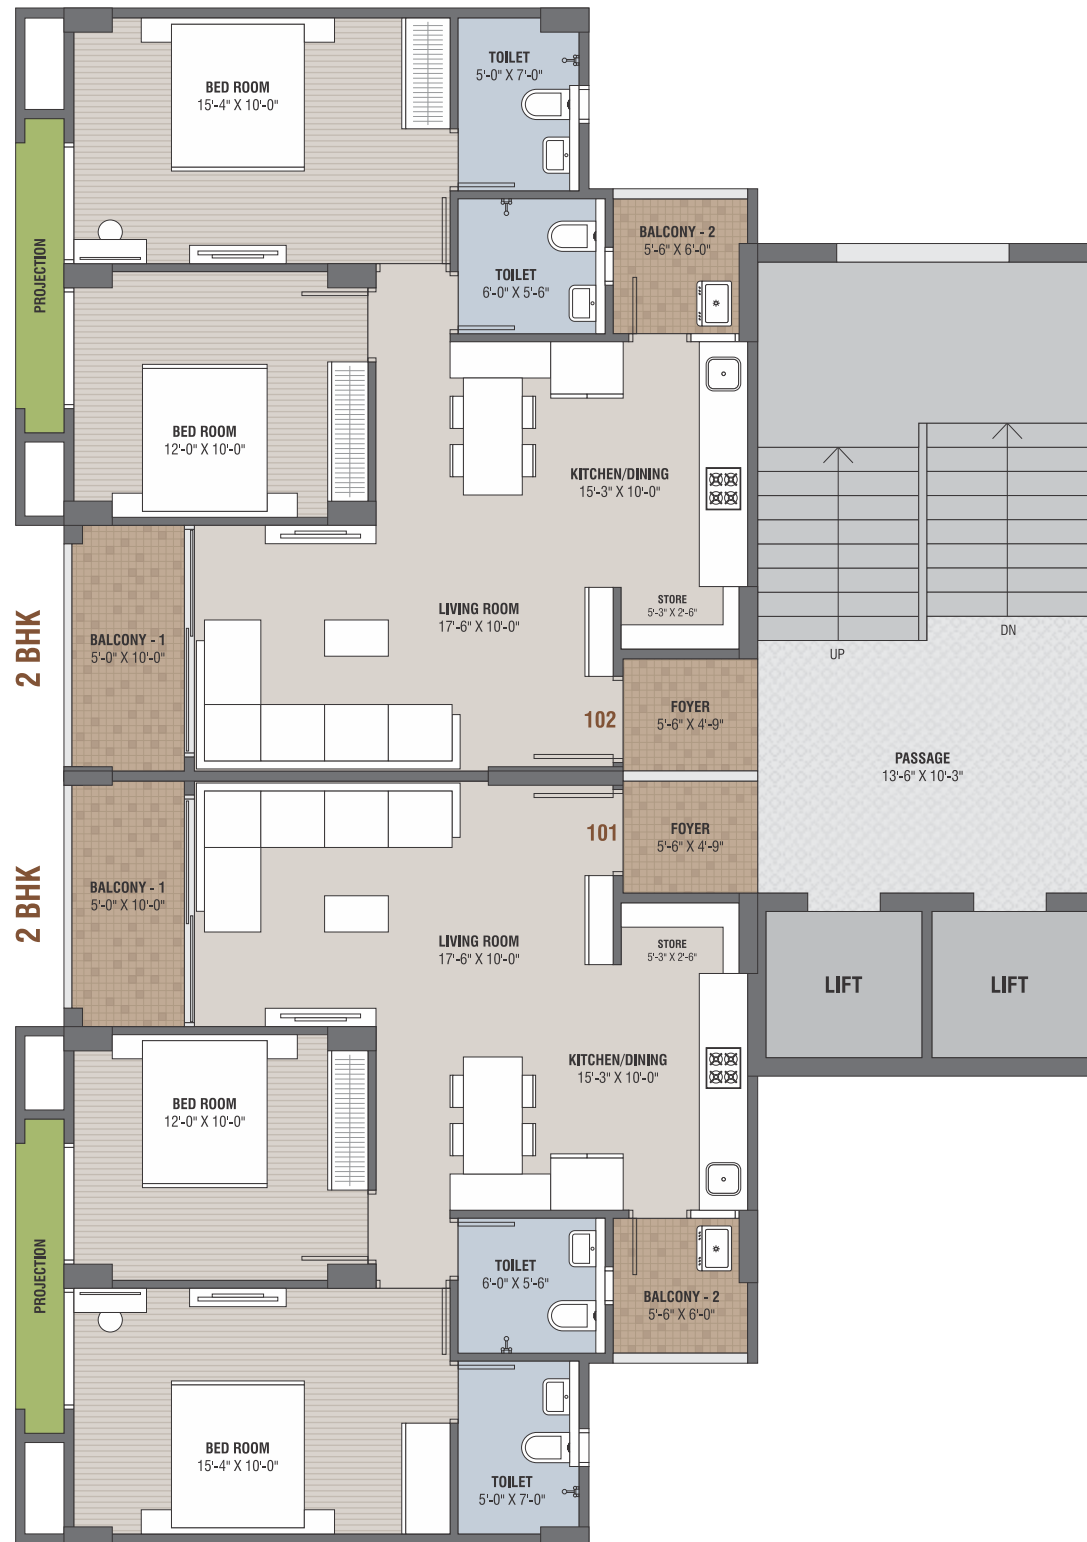 BED ROOM
15'-4" X 10'-0"
TOILET
5'-0" X 7'-0"
PROJECTION
TOILET
6'-0" X 5'-6"
BALCONY - 2
5'-6" X 6'-0"
BED ROOM
12'-0" X 10'-0"
KITCHEN/DINING
15'-3" X 10'-0"
2 BHK
BALCONY - 1
5'-0" X 10'-0"
LIVING ROOM
17'-6" X 10'-0"
STORE
5'-3" X 2'-6"
UP
DN
102
FOYER
5'-6" X 4'-9"
PASSAGE
13'-6" X 10'-3"
101
FOYER
5'-6" X 4'-9"
2 BHK
BALCONY - 1
5'-0" X 10'-0"
LIVING ROOM
17'-6" X 10'-0"
STORE
5'-3" X 2'-6"
LIFT
LIFT
KITCHEN/DINING
15'-3" X 10'-0"
BED ROOM
12'-0" X 10'-0"
PROJECTION
TOILET
6'-0" X 5'-6"
BALCONY - 2
5'-6" X 6'-0"
BED ROOM
15'-4" X 10'-0"
TOILET
5'-0" X 7'-0"